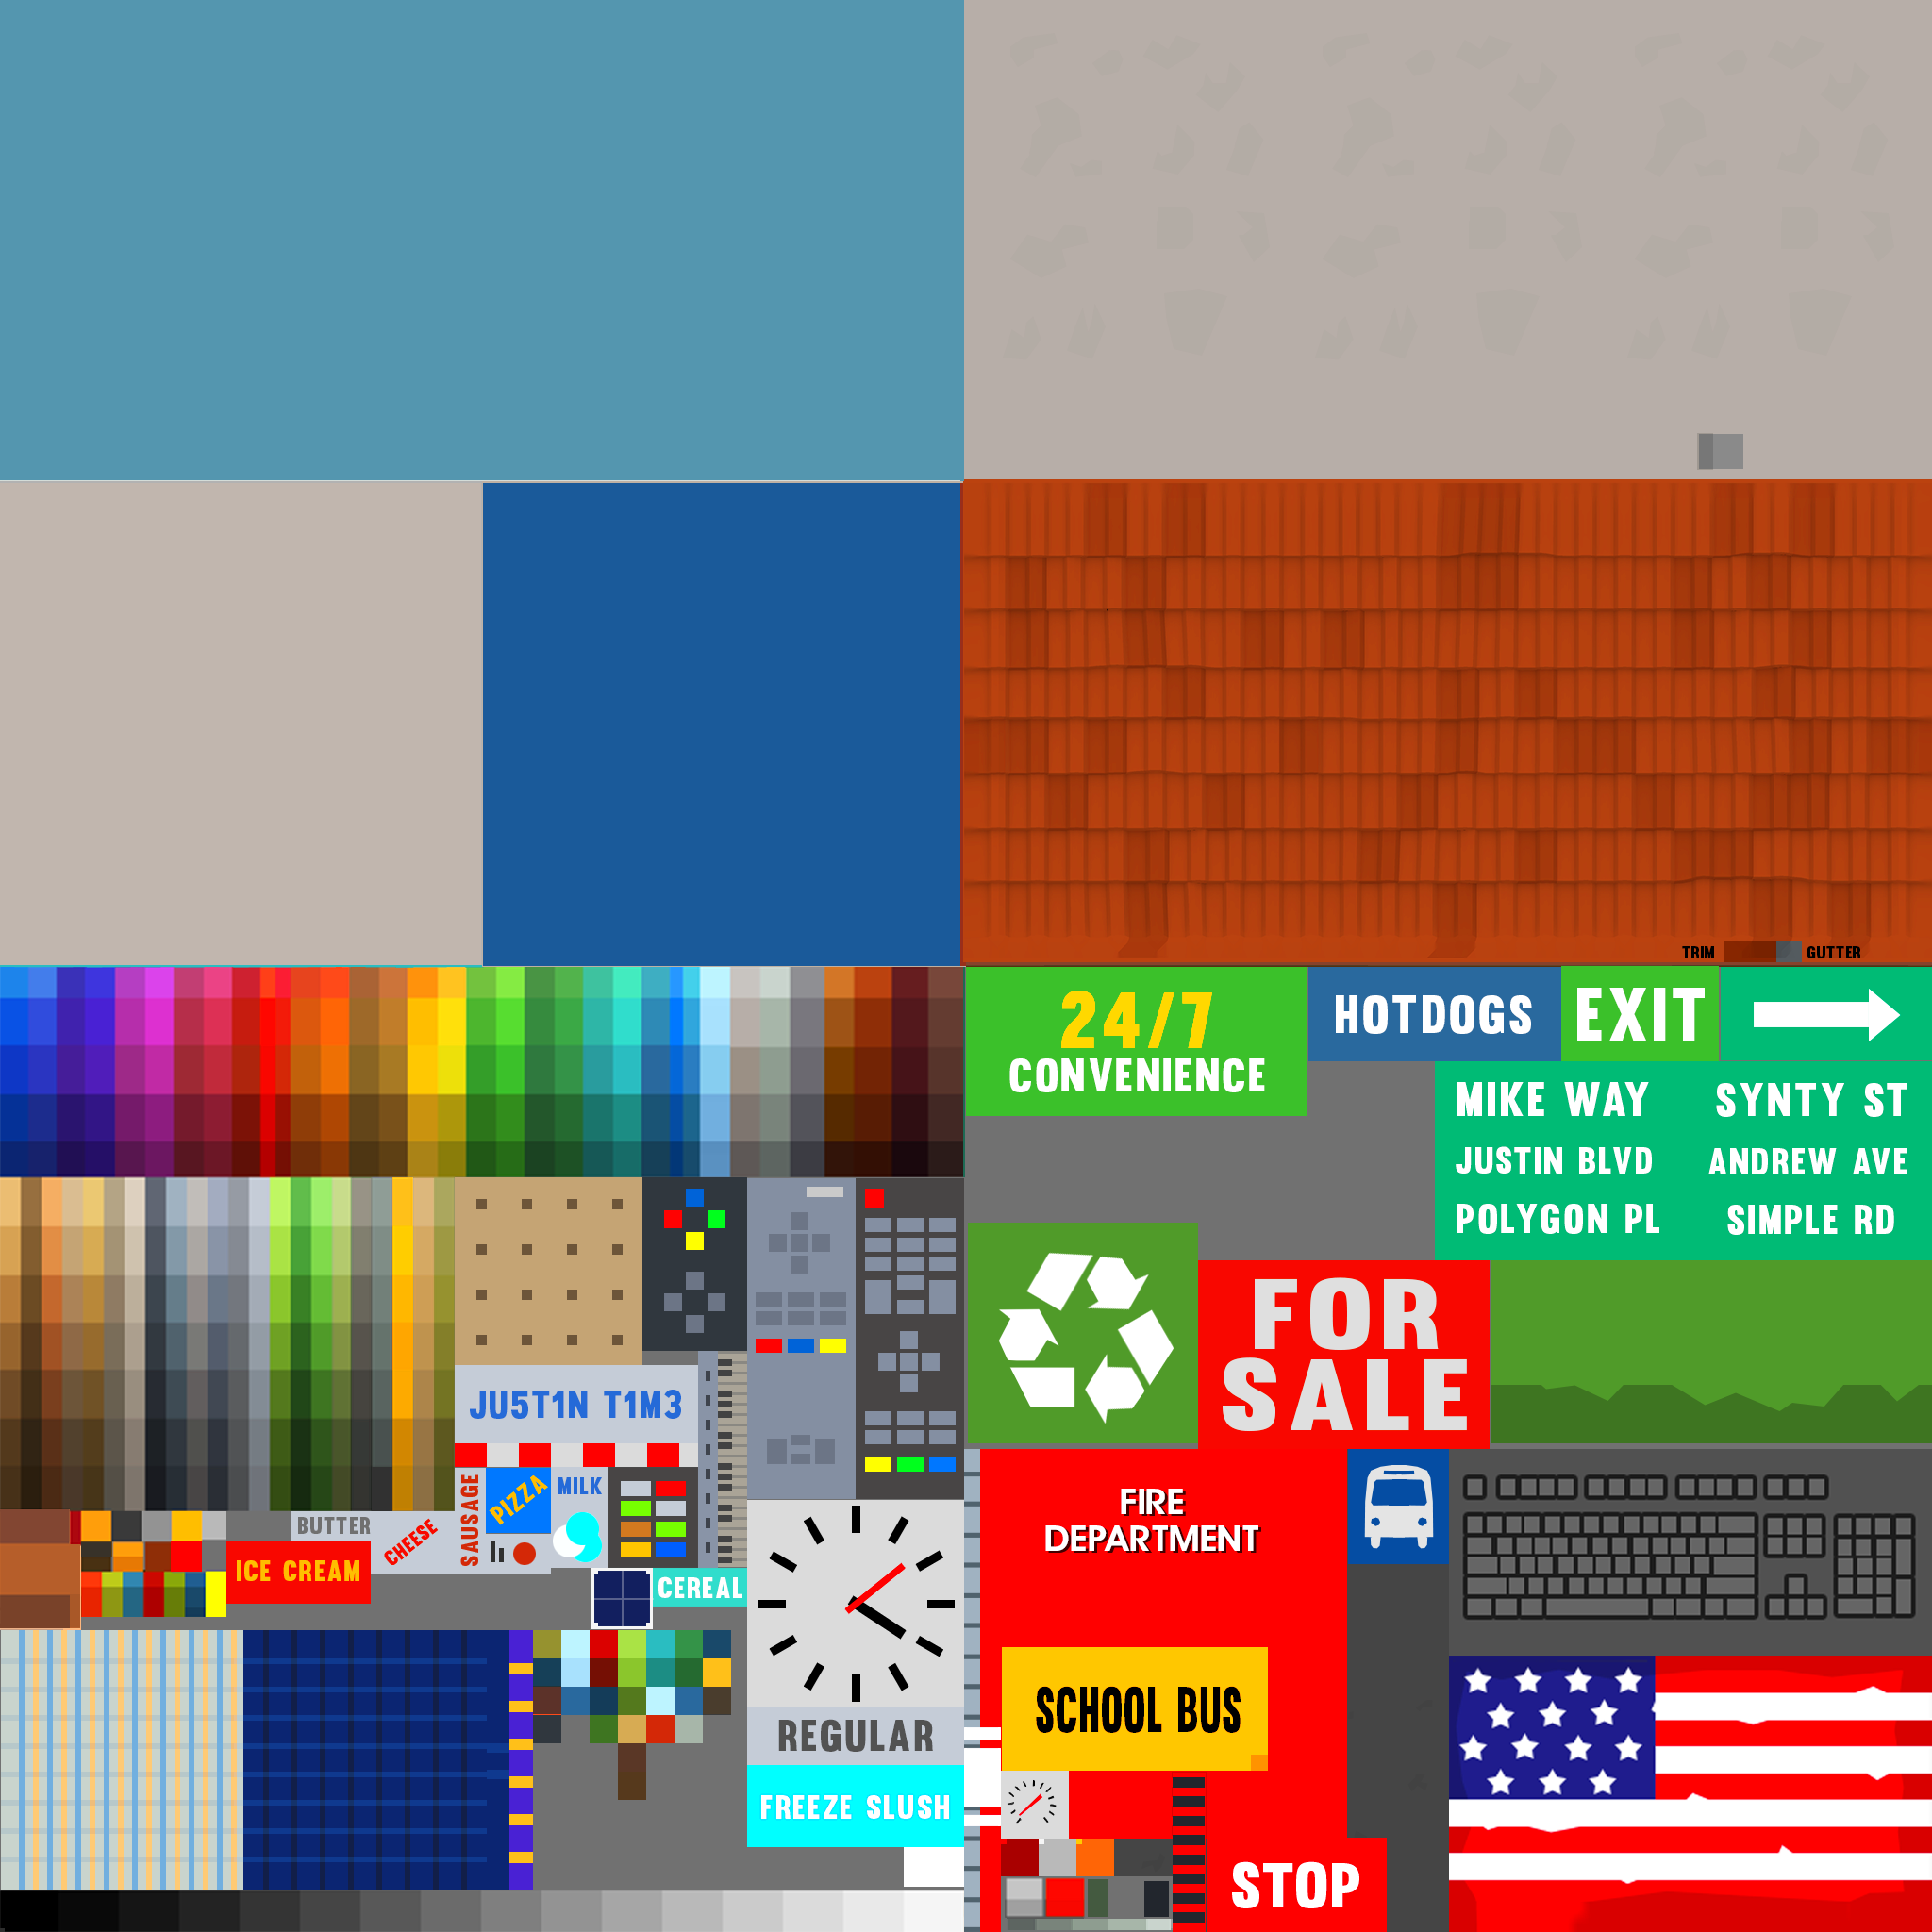 TRIM GUTTER
24/7
CONVENIENCE
HOTDOGS
EXIT
MIKE WAY
SYNTY ST
JUSTIN BLVD
ANDREW AVE
POLYGON PL
SIMPLE RD
FOR
SALE
JU5T1N T1M3
SAUSAGE
PIZZA
MILK
BUTTER
CHEESE
ICE CREAM
CEREAL
REGULAR
FREEZE SLUSH
FIRE
DEPARTMENT
SCHOOL BUS
STOP